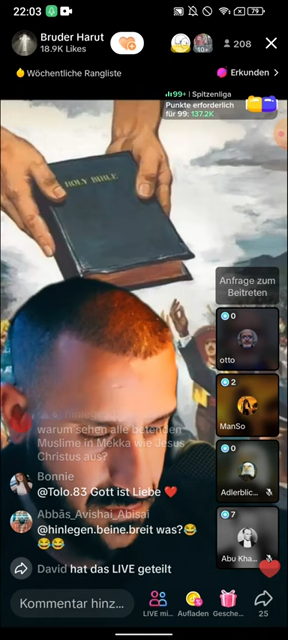 22:03
79
Bruder Harut
18.9K Likes
10+
208
Wöchentliche Rangliste
Erkunden >
99+ | Spitzenliga
Punkte erforderlich
für 99: 137.2K
HOLY BIBLE
Anfrage zum
Beitreten
0
otto
2
ManSo
0
Adlerblic...
7
Abu Kha...
warum sehen alle betenden
Muslime in Mekka wie Jesus
Christus aus?
Bonnie
@Tolo.83 Gott ist Liebe ❤️
Abbās_Avishai_Abisai
@hinlegen.beine.breit was?😂
😂😂
David hat das LIVE geteilt
Kommentar hinz...
LIVE mi...
Aufladen
Gesche...
25